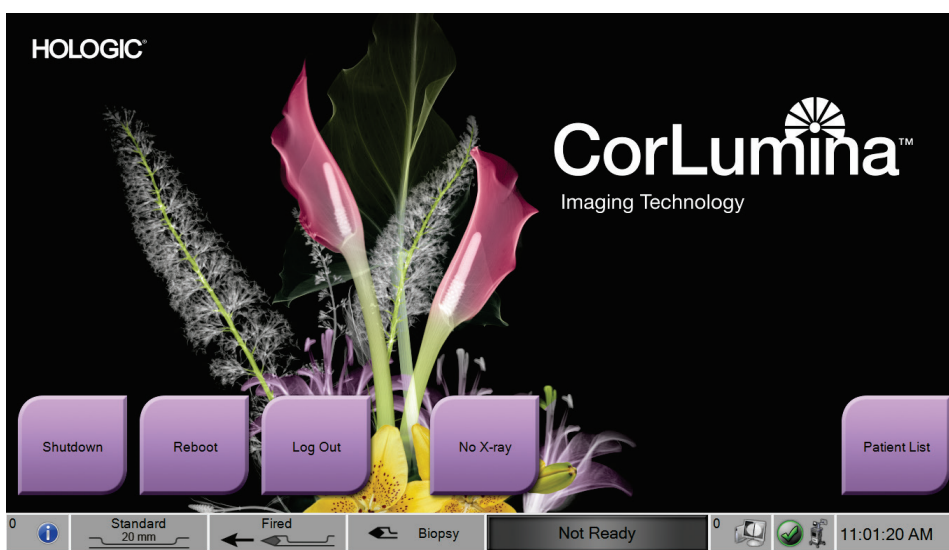 HOLOGIC®
CorLumina™
Imaging Technology
Shutdown
Reboot
Log Out
No X-ray
Patient List
0
Standard
20 mm
Fired
Biopsy
Not Ready
0
11:01:20 AM